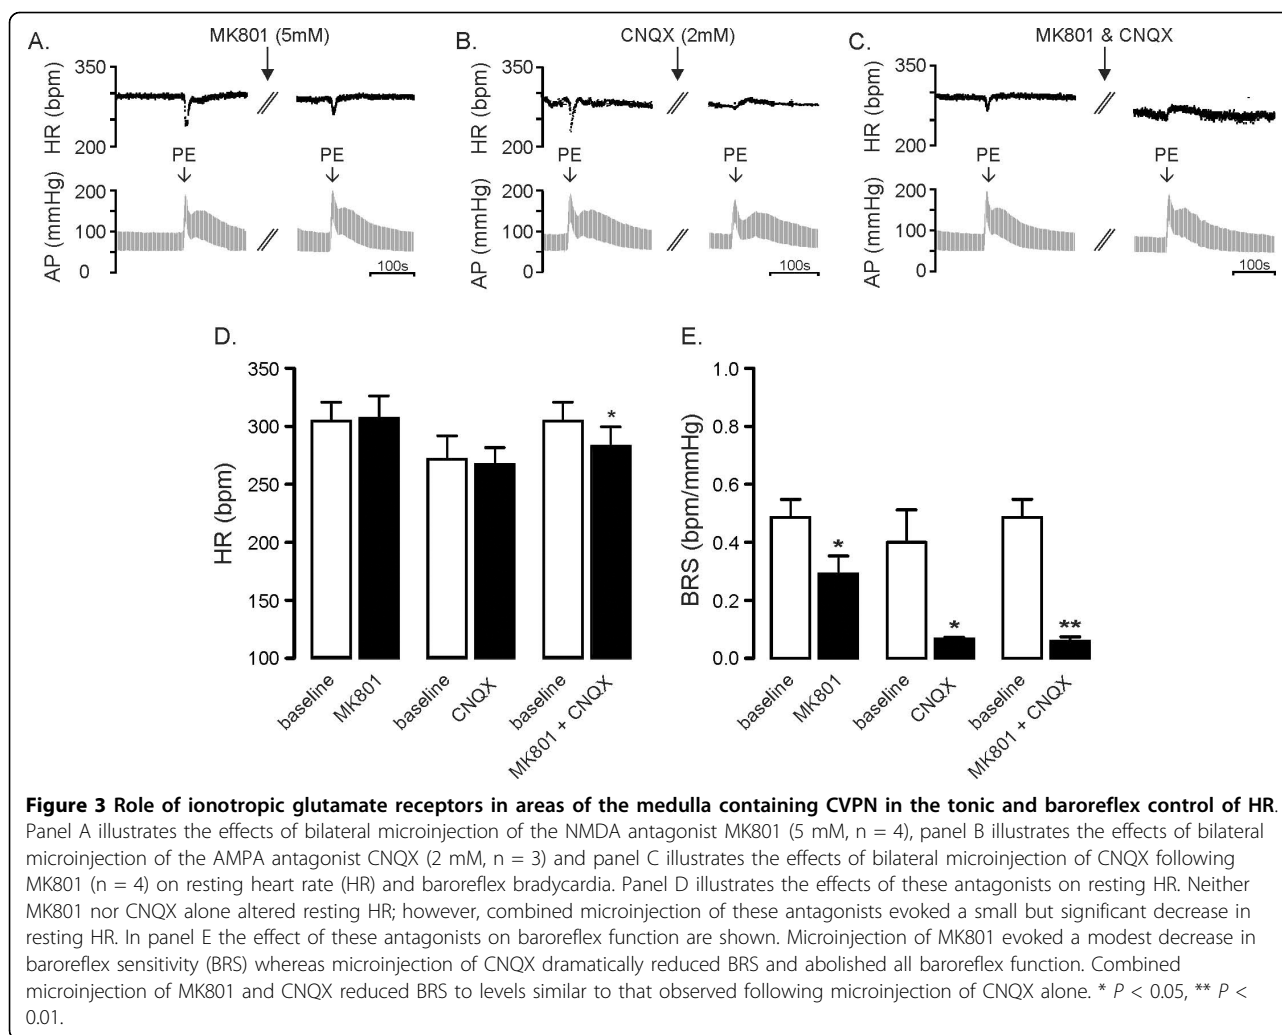 A.
MK801 (5mM)
HR (bpm)
350
200
PE
PE
AP (mmHg)
200
100
0
100s
B.
CNQX (2mM)
HR (bpm)
350
200
PE
PE
AP (mmHg)
200
100
0
100s
C.
MK801 & CNQX
HR (bpm)
350
200
PE
PE
AP (mmHg)
200
100
0
100s
D.
HR (bpm)
350
300
250
200
150
100
*
baseline
MK801
baseline
CNQX
baseline
MK801 + CNQX
E.
BRS (bpm/mmHg)
1.0
0.8
0.6
0.4
0.2
0.0
*
*
**
baseline
MK801
baseline
CNQX
baseline
MK801 + CNQX
Figure 3 Role of ionotropic glutamate receptors in areas of the medulla containing CVPN in the tonic and baroreflex control of HR.
Panel A illustrates the effects of bilateral microinjection of the NMDA antagonist MK801 (5 mM, n = 4), panel B illustrates the effects of bilateral
microinjection of the AMPA antagonist CNQX (2 mM, n = 3) and panel C illustrates the effects of bilateral microinjection of CNQX following
MK801 (n = 4) on resting heart rate (HR) and baroreflex bradycardia. Panel D illustrates the effects of these antagonists on resting HR. Neither
MK801 nor CNQX alone altered resting HR; however, combined microinjection of these antagonists evoked a small but significant decrease in
resting HR. In panel E the effect of these antagonists on baroreflex function are shown. Microinjection of MK801 evoked a modest decrease in
baroreflex sensitivity (BRS) whereas microinjection of CNQX dramatically reduced BRS and abolished all baroreflex function. Combined
microinjection of MK801 and CNQX reduced BRS to levels similar to that observed following microinjection of CNQX alone. * P < 0.05, ** P <
0.01.